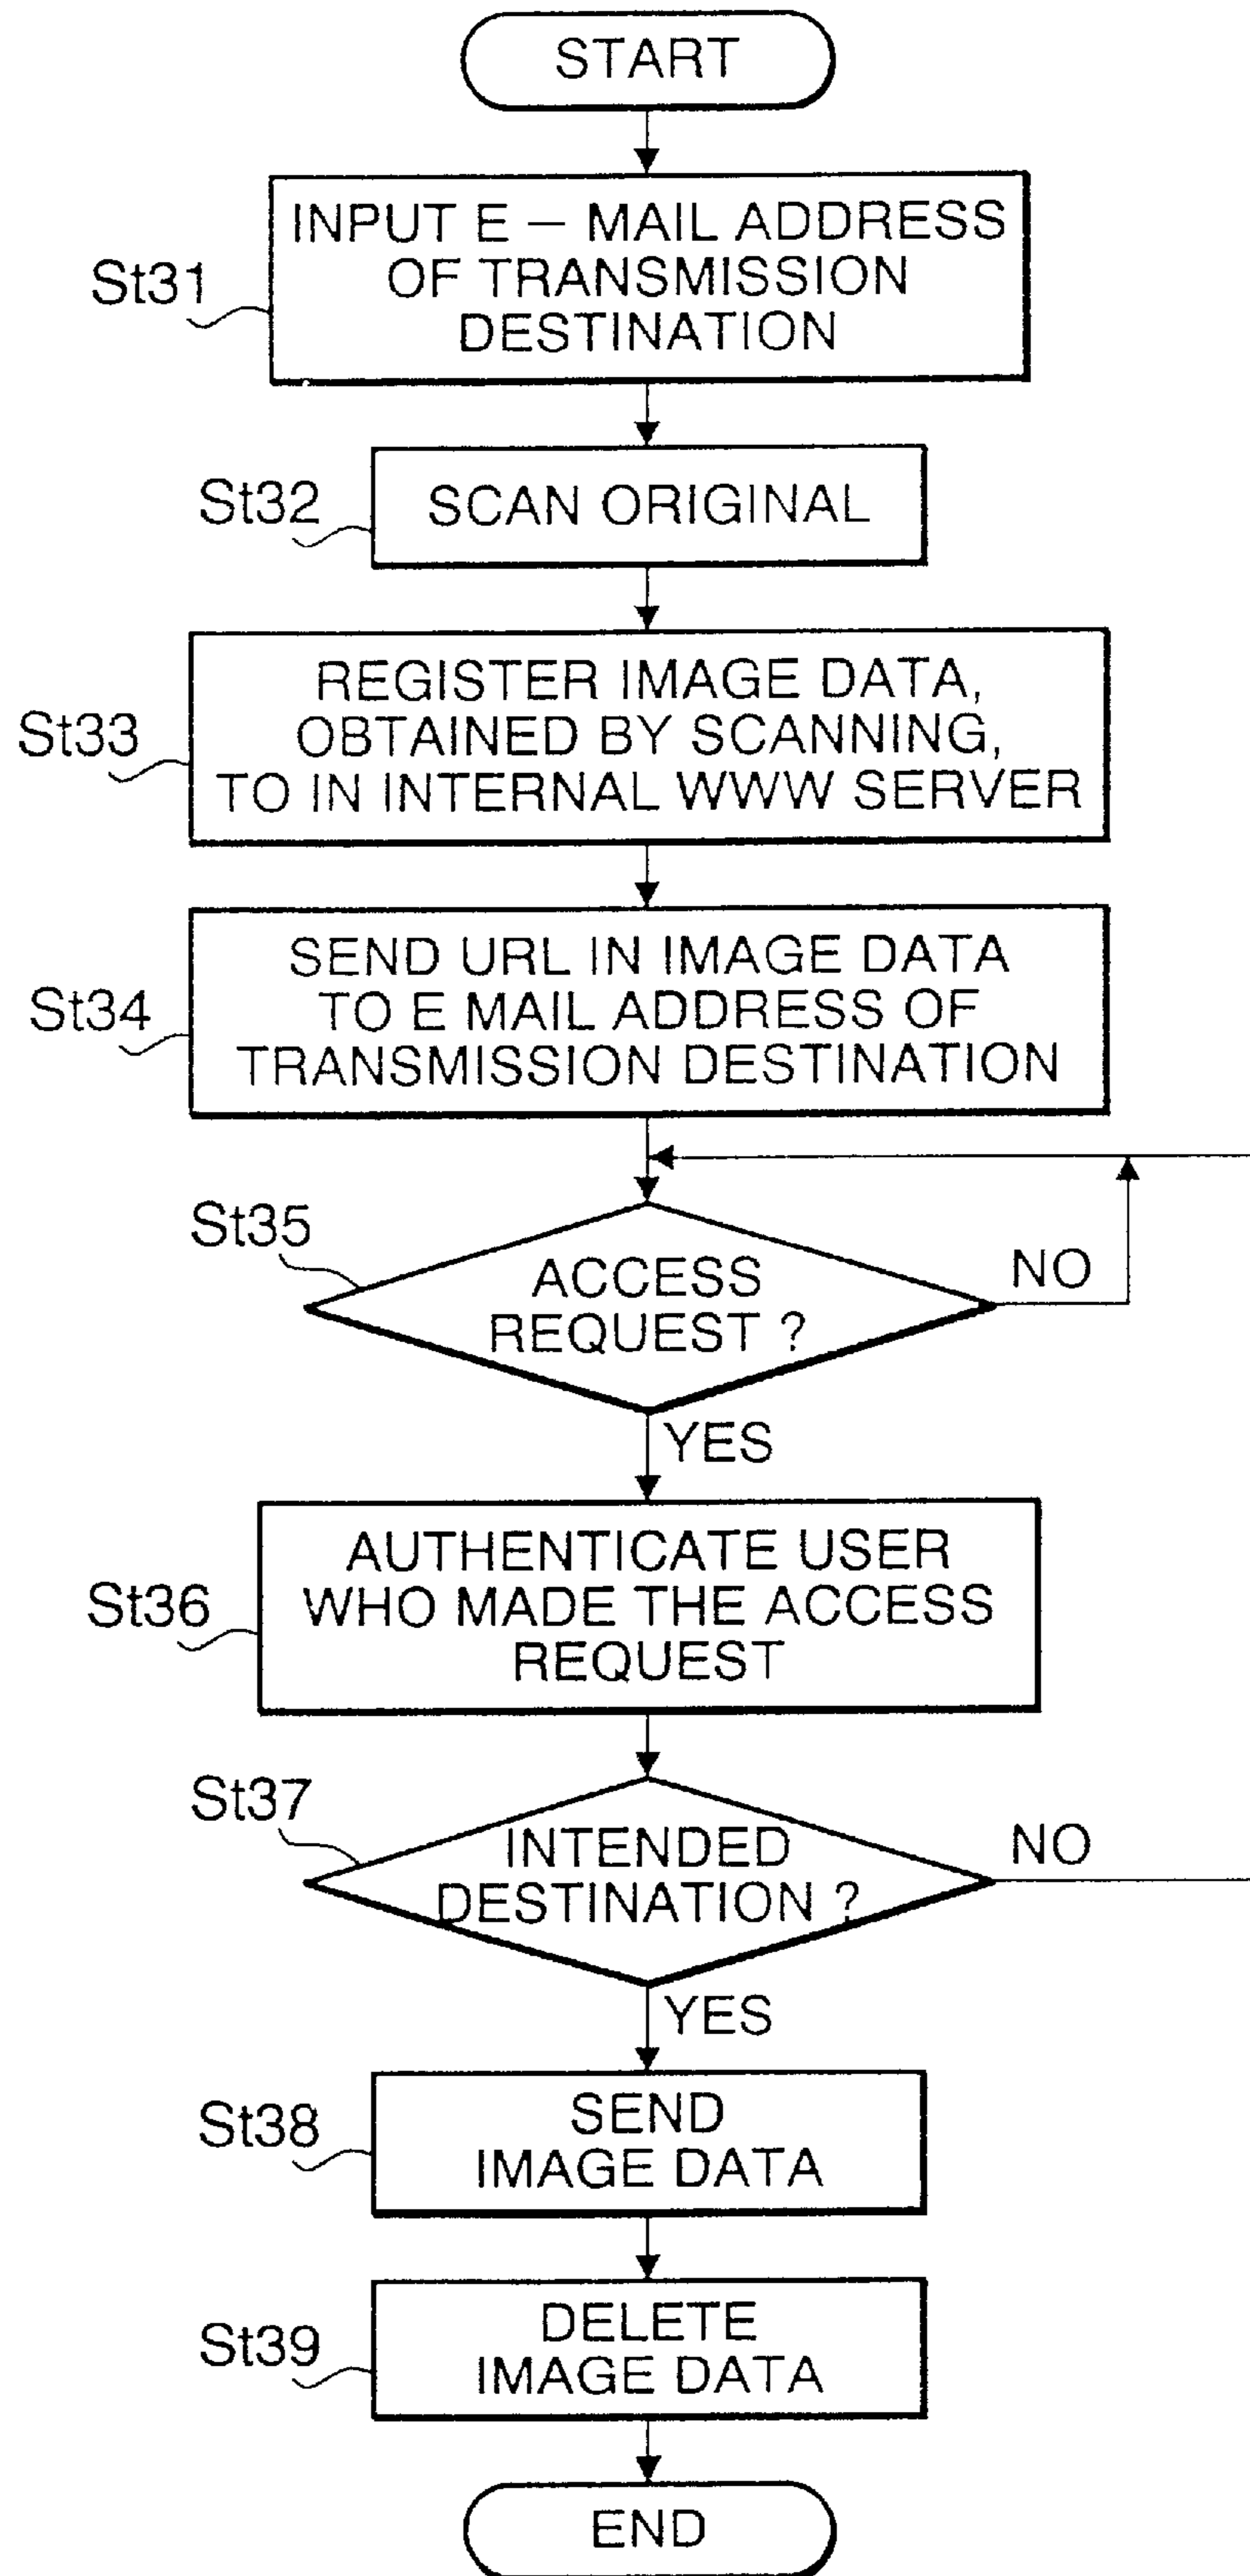 START
INPUT E – MAIL ADDRESS
OF TRANSMISSION
DESTINATION
St31
SCAN ORIGINAL
St32
REGISTER IMAGE DATA,
OBTAINED BY SCANNING,
TO IN INTERNAL WWW SERVER
St33
SEND URL IN IMAGE DATA
TO E MAIL ADDRESS OF
TRANSMISSION DESTINATION
St34
St35
ACCESS
REQUEST ?
NO
YES
AUTHENTICATE USER
WHO MADE THE ACCESS
REQUEST
St36
St37
INTENDED
DESTINATION ?
NO
YES
SEND
IMAGE DATA
St38
DELETE
IMAGE DATA
St39
END